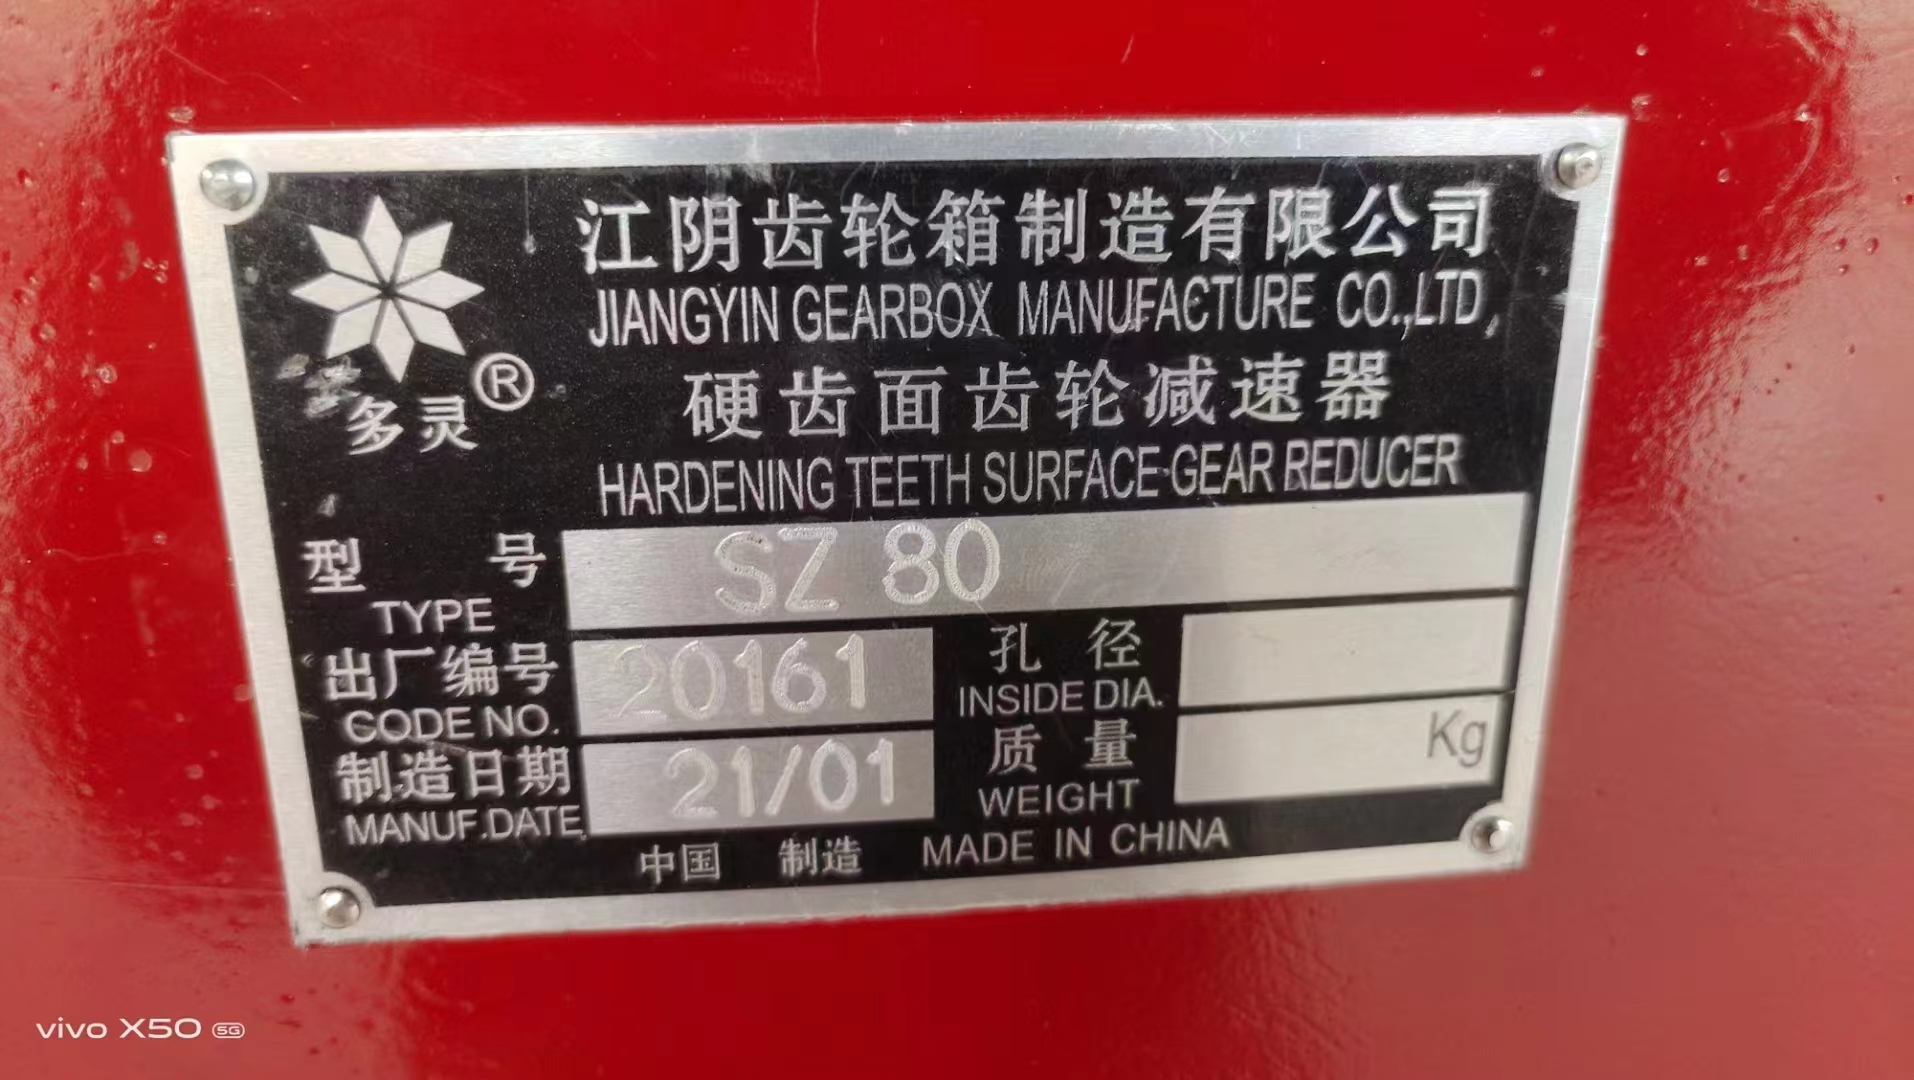 江阴齿轮箱制造有限公司
JIANGYIN GEARBOX MANUFACTURE CO.,LTD
多灵®
硬齿面齿轮减速器
HARDENING TEETH SURFACE GEAR REDUCER
型号 SZ 80
TYPE
出厂编号 20161 孔径
CODE NO. INSIDE DIA.
制造日期 21/01 质量 Kg
MANUF.DATE WEIGHT
中国 制造 MADE IN CHINA
vivo X50 5G